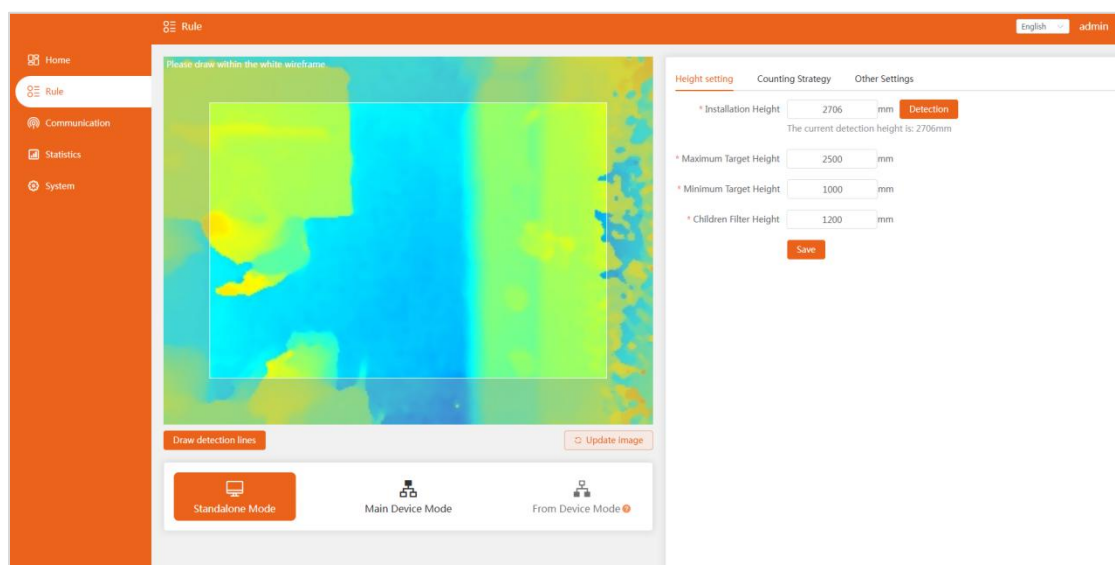 Rule
English
admin
Home
Rule
Communication
Statistics
System
Please draw within the white wireframe
Draw detection lines
Update image
Standalone Mode
Main Device Mode
From Device Mode
Height setting Counting Strategy Other Settings
* Installation Height 2706 mm Detection
The current detection height is: 2706mm
* Maximum Target Height 2500 mm
* Minimum Target Height 1000 mm
* Children Filter Height 1200 mm
Save